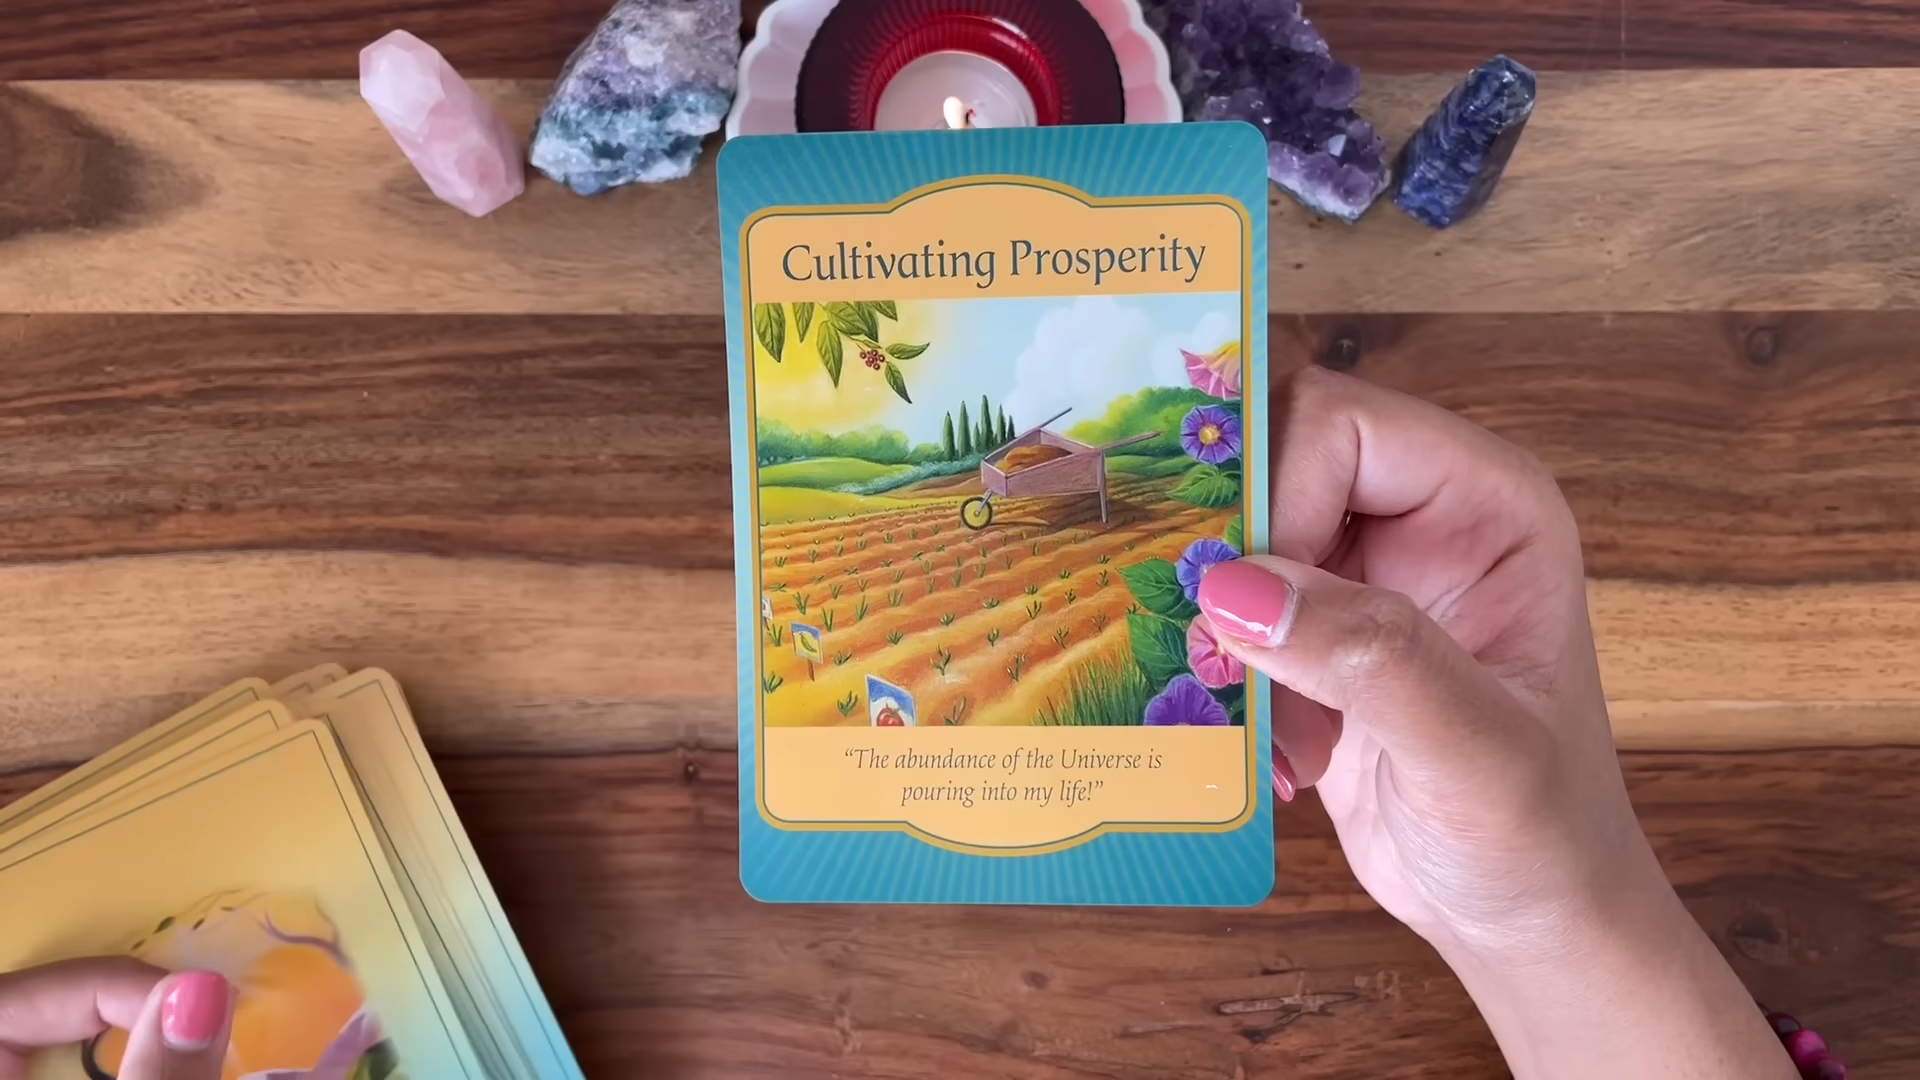 Cultivating Prosperity
“The abundance of the Universe is
pouring into my life!”